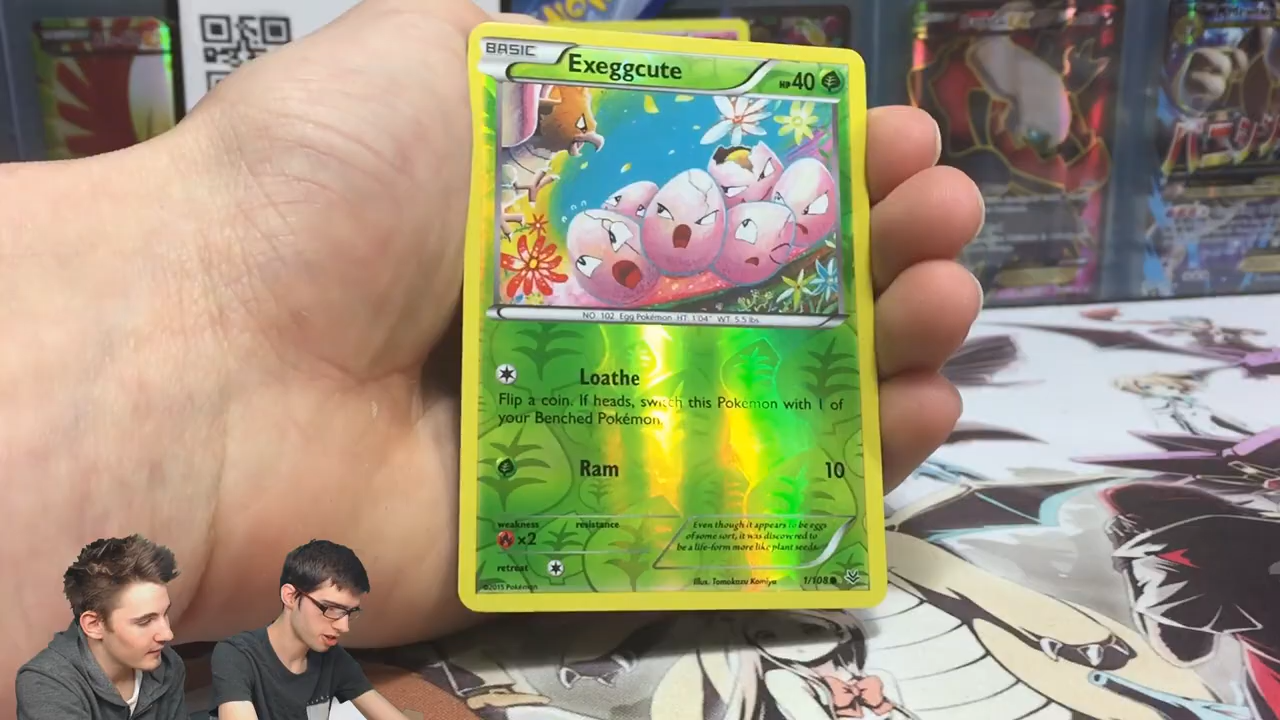 BASIC
Exeggcute
HP 40
NO. 102 Egg Pokémon HT: 1'04" WT: 5.5 lbs.
Loathe
Flip a coin. If heads, switch this Pokémon with 1 of
your Benched Pokémon.
Ram 10
weakness resistance
×2
Even though it appears to be eggs
of some sort, it was discovered to
be a life-form more like plant seeds.
retreat
©2015 Pokémon
Illus. Tomokazu Komiya
1/108